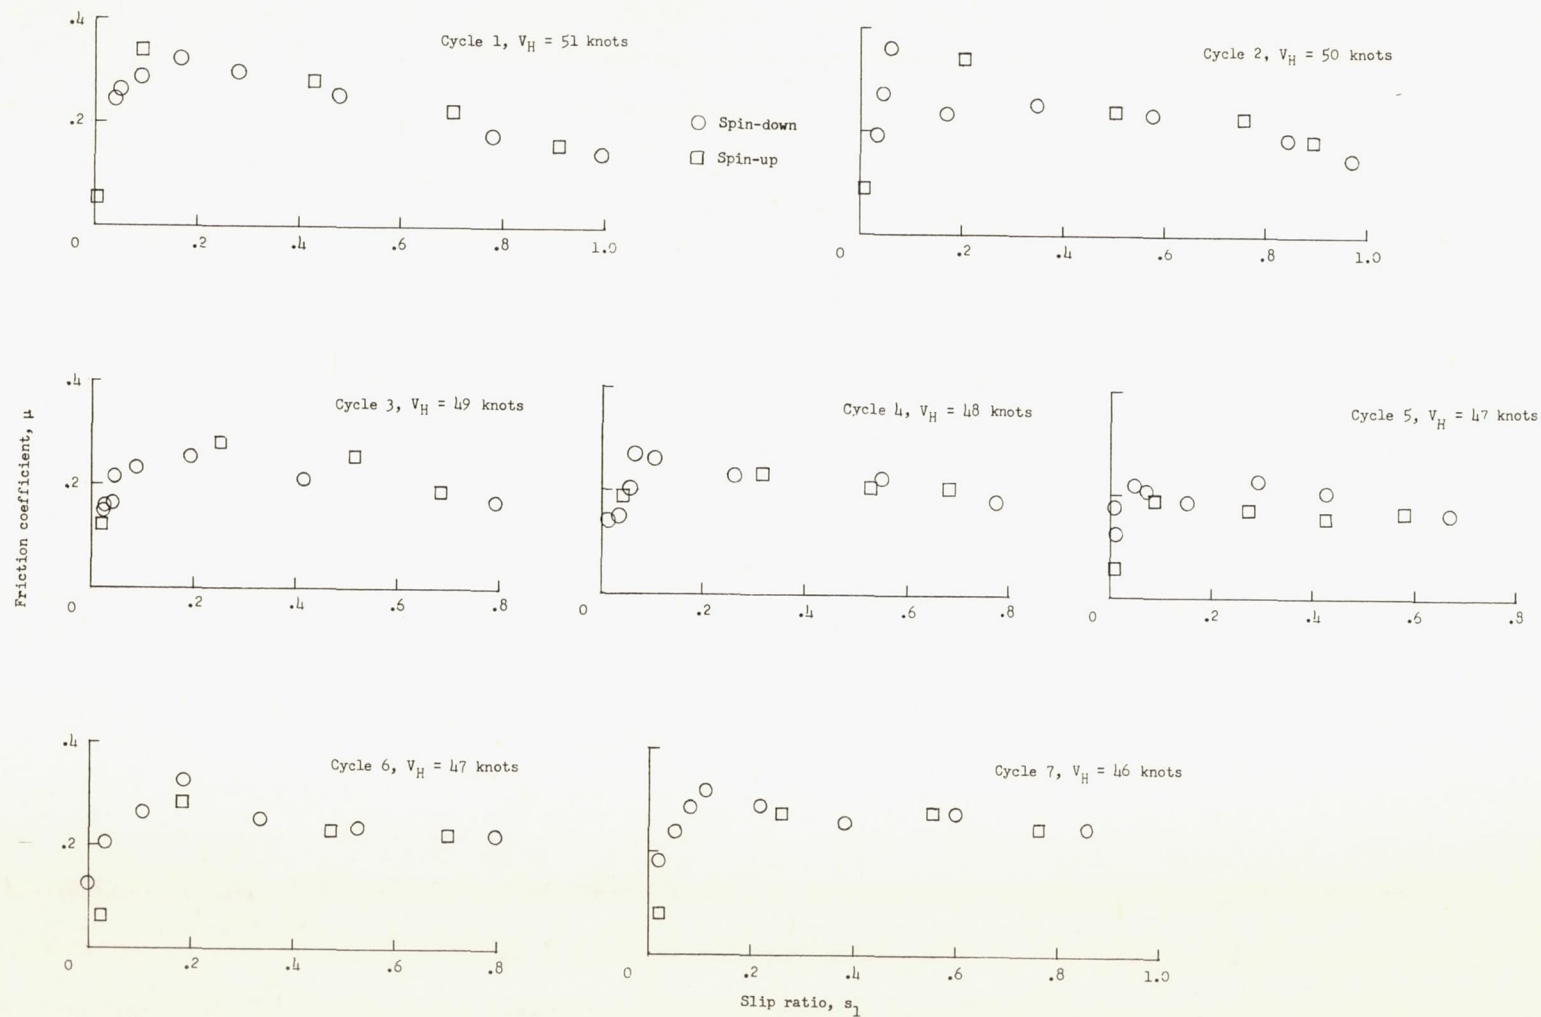 .4
Cycle 1, V_H = 51 knots
.2
0 .2 .4 .6 .8 1.0
○ Spin-down
□ Spin-up
Cycle 2, V_H = 50 knots
0 .2 .4 .6 .8 1.0
Friction coefficient, μ
.4
Cycle 3, V_H = 49 knots
.2
0 .2 .4 .6 .8
Cycle 4, V_H = 48 knots
0 .2 .4 .6 .8
Cycle 5, V_H = 47 knots
0 .2 .4 .6 .8
.4
Cycle 6, V_H = 47 knots
.2
0 .2 .4 .6 .8
Cycle 7, V_H = 46 knots
0 .2 .4 .6 .8 1.0
Slip ratio, s_1